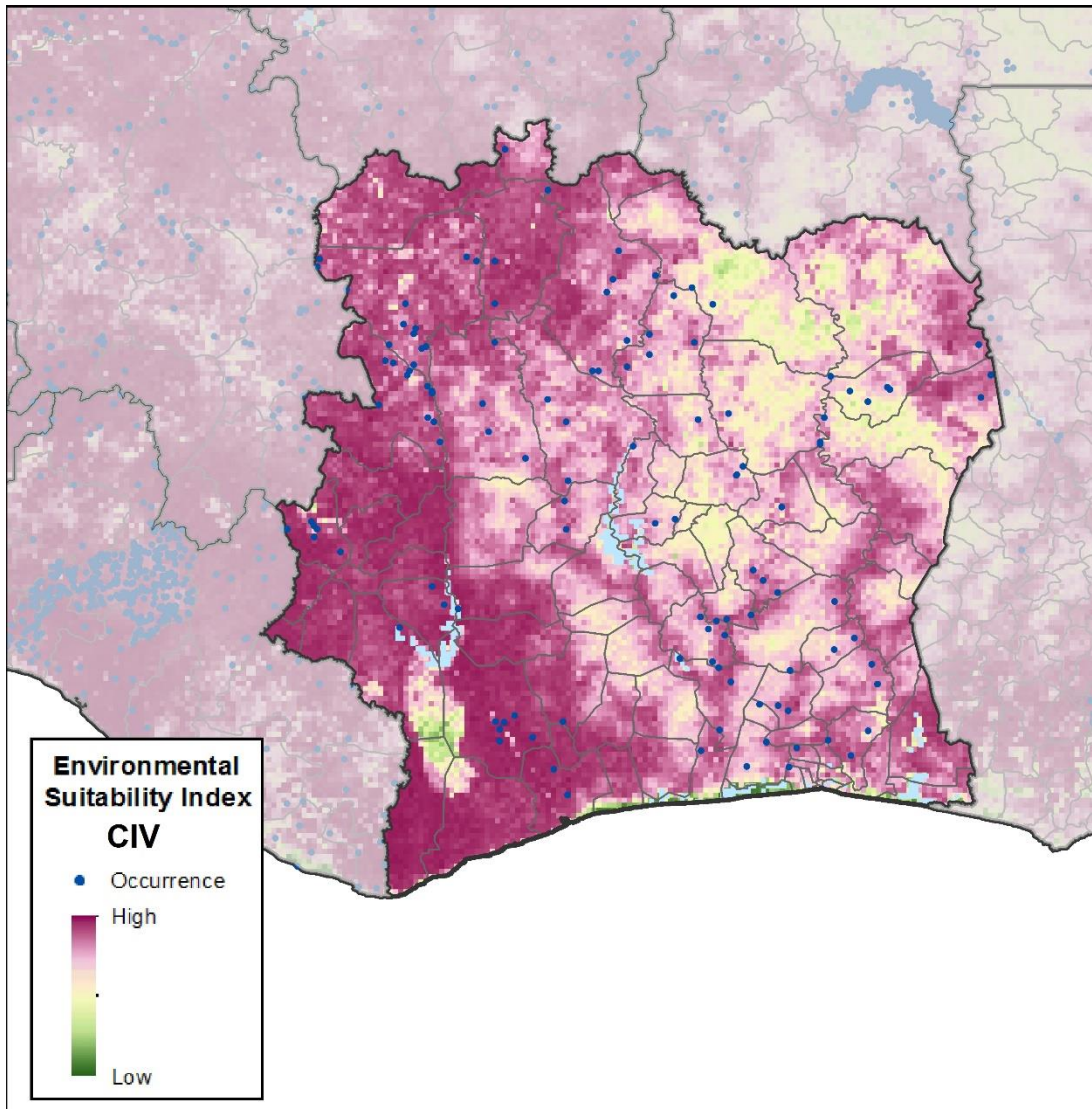 Environmental
Suitability Index
CIV
Occurrence
High
Low